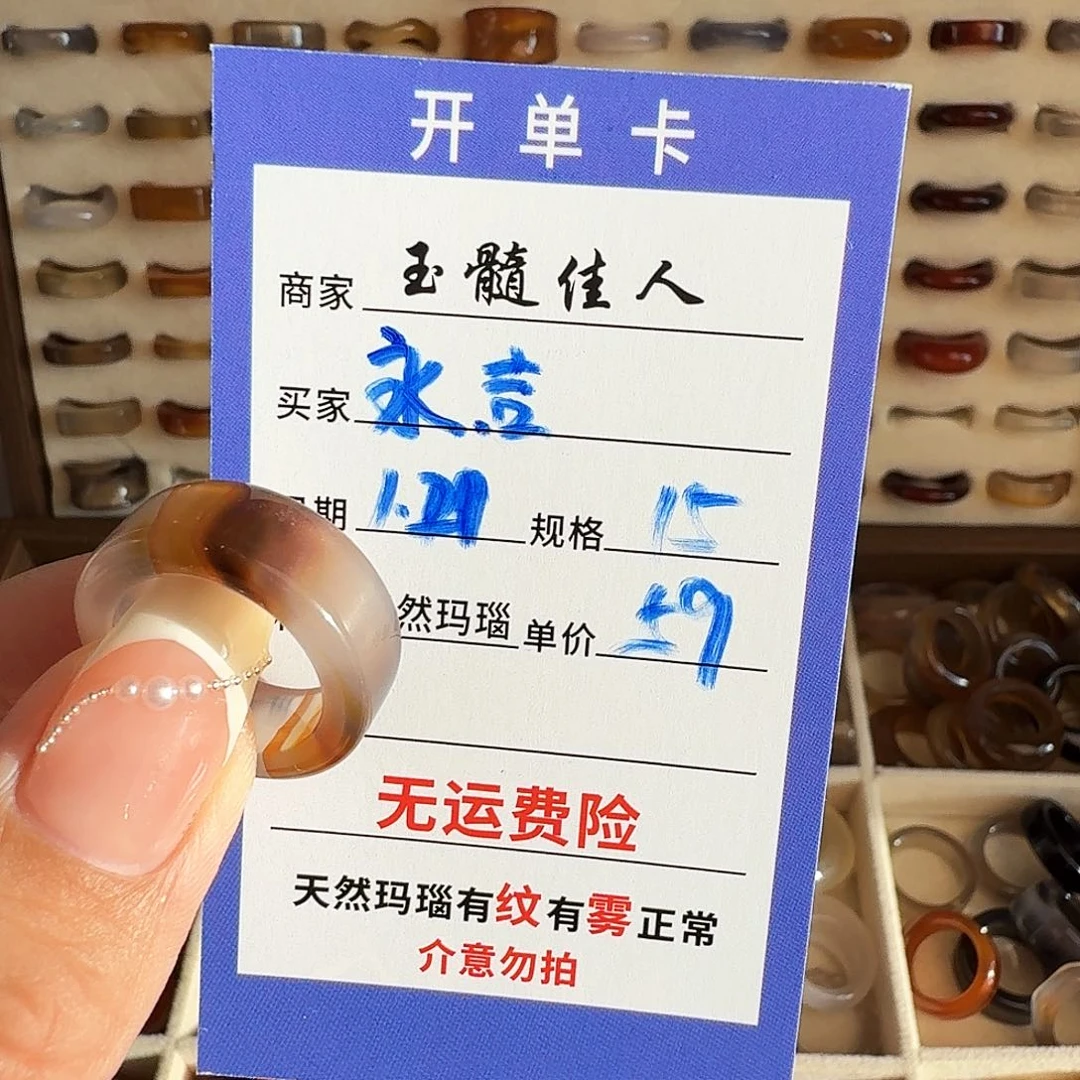 开单卡
商家 玉髓佳人
买家 永言
期 1.29 规格 15
然玛瑙 单价 59
无运费险
天然玛瑙有纹有雾正常
介意勿拍